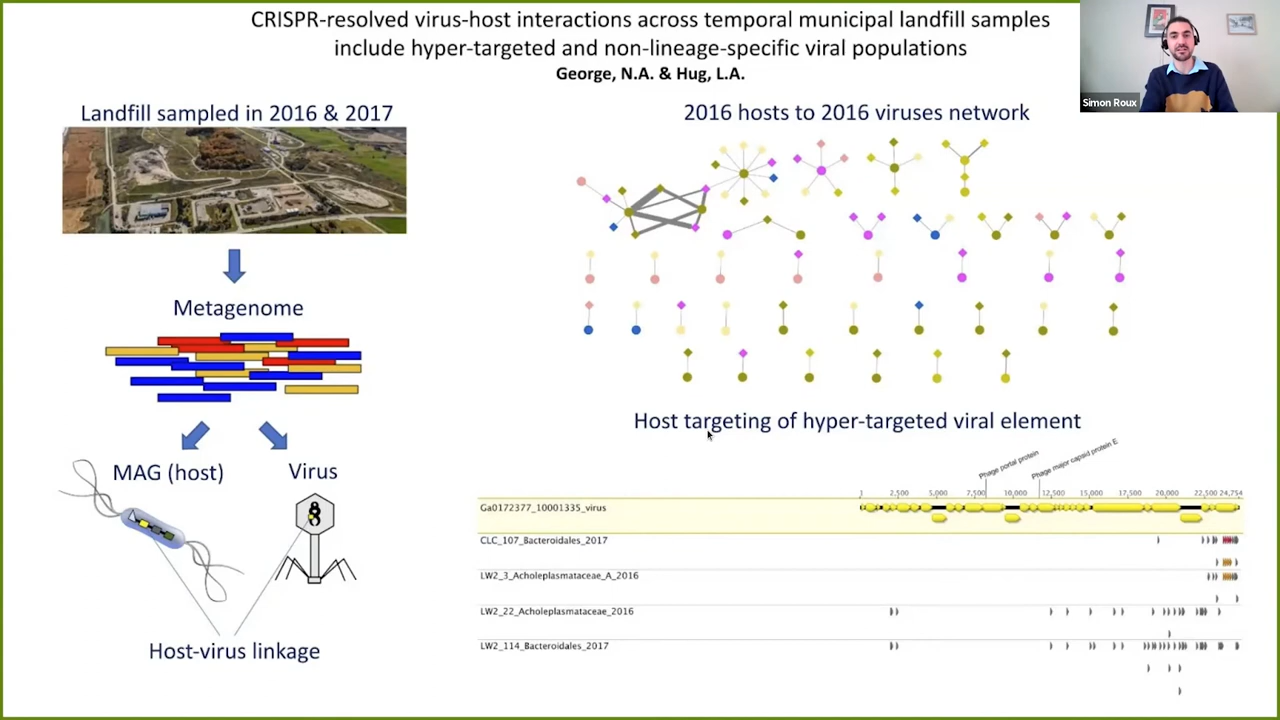 CRISPR-resolved virus-host interactions across temporal municipal landfill samples
include hyper-targeted and non-lineage-specific viral populations
George, N.A. & Hug, L.A.
Simon Roux
Landfill sampled in 2016 & 2017
Metagenome
MAG (host)
Virus
Host-virus linkage
2016 hosts to 2016 viruses network
Host targeting of hyper-targeted viral element
Phage portal protein
Phage major capsid protein E
1 2,500 5,000 7,500 10,000 12,500 15,000 17,500 20,000 22,500 24,754
Ga0172377_10001335_virus
CLC_107_Bacteroidales_2017
LW2_3_Acholeplasmataceae_A_2016
LW2_22_Acholeplasmataceae_2016
LW2_114_Bacteroidales_2017